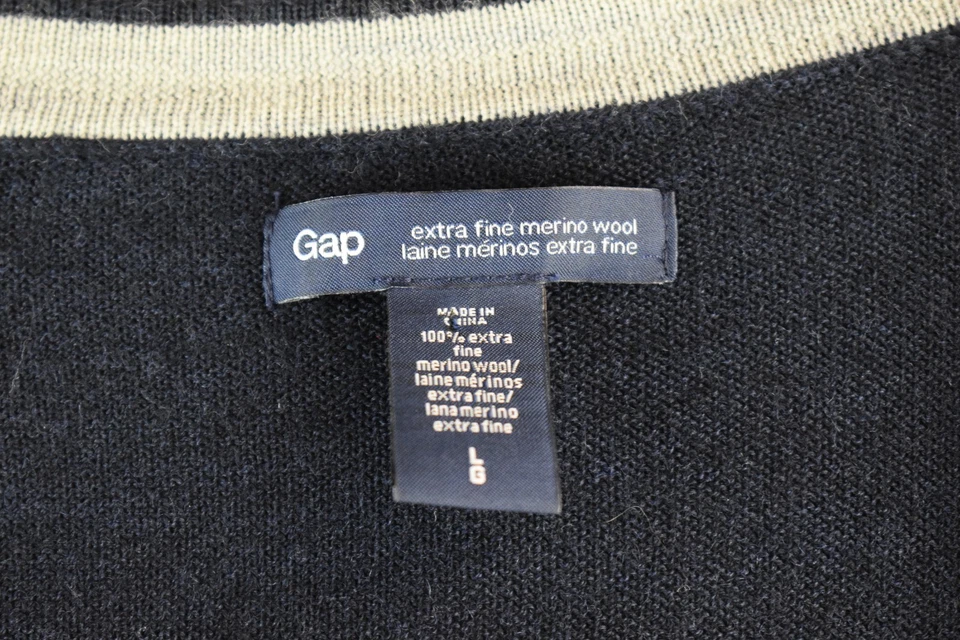 Gap
extra fine merino wool
laine mérinos extra fine
MADE IN
CHINA
100% extra
fine
merino wool/
laine mérinos
extra fine/
lana merino
extra fine
L
G